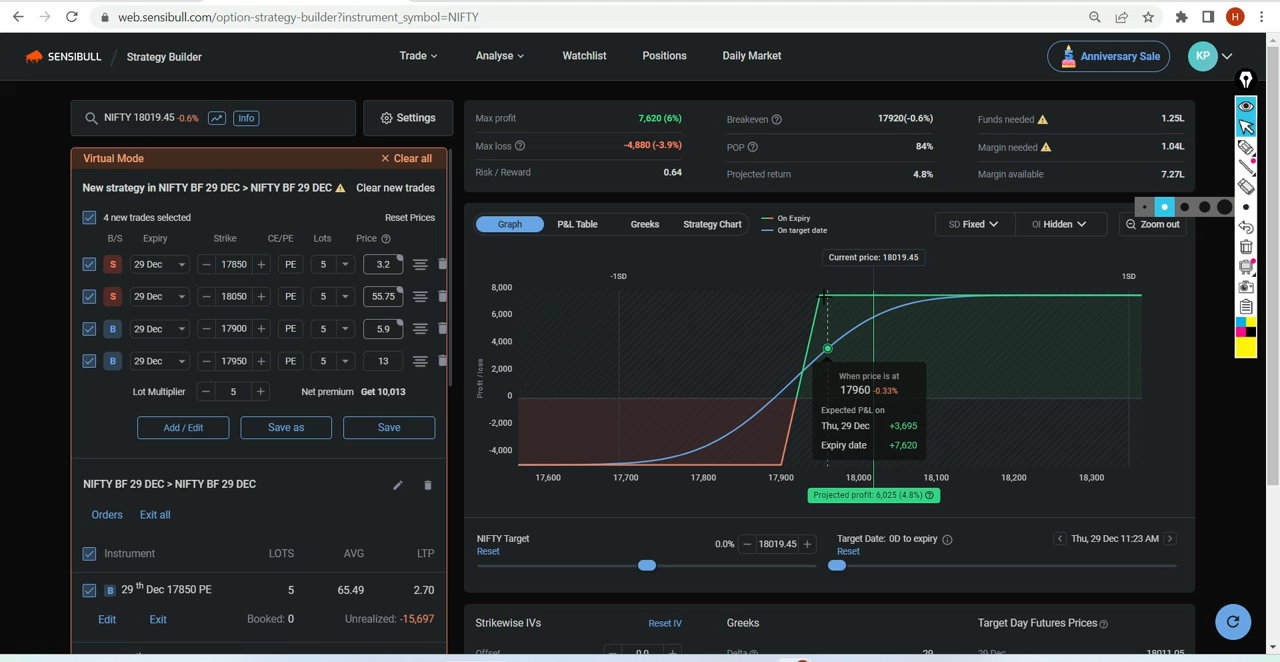 web.sensibull.com/option-strategy-builder?instrument_symbol=NIFTY
H
SENSIBULL / Strategy Builder
Trade Analyse Watchlist Positions Daily Market
5 Anniversary Sale KP
NIFTY 18019.45 -0.6% Info Settings
Virtual Mode × Clear all
New strategy in NIFTY BF 29 DEC > NIFTY BF 29 DEC Clear new trades
4 new trades selected Reset Prices
B/S Expiry Strike CE/PE Lots Price
S 29 Dec − 17850 + PE 5 3.2
S 29 Dec − 18050 + PE 5 55.75
B 29 Dec − 17900 + PE 5 5.9
B 29 Dec − 17950 + PE 5 13
Lot Multiplier − 5 + Net premium Get 10,013
Add / Edit Save as Save
NIFTY BF 29 DEC > NIFTY BF 29 DEC
Orders Exit all
Instrument LOTS AVG LTP
B 29 th Dec 17850 PE 5 65.49 2.70
Edit Exit Booked: 0 Unrealized: -15,697
Max profit 7,620 (6%) Breakeven 17920(-0.6%) Funds needed 1.25L
Max loss -4,880 (-3.9%) POP 84% Margin needed 1.04L
Risk / Reward 0.64 Projected return 4.8% Margin available 7.27L
Graph P&L Table Greeks Strategy Chart On Expiry On target date SD Fixed OI Hidden Zoom out
Current price: 18019.45
-1SD 1SD
Profit / loss
8,000
6,000
4,000
2,000
0
-2,000
-4,000
When price is at
17960 -0.33%
Expected P&L on
Thu, 29 Dec +3,695
Expiry date +7,620
17,600 17,700 17,800 17,900 18,000 18,100 18,200 18,300
Projected profit: 6,025 (4.8%)
NIFTY Target 0.0% − 18019.45 + Target Date: 0D to expiry < Thu, 29 Dec 11:23 AM >
Reset Reset
Strikewise IVs Reset IV Greeks Target Day Futures Prices
Offset − 0.0 + Delta 29 29 Dec 18011.05